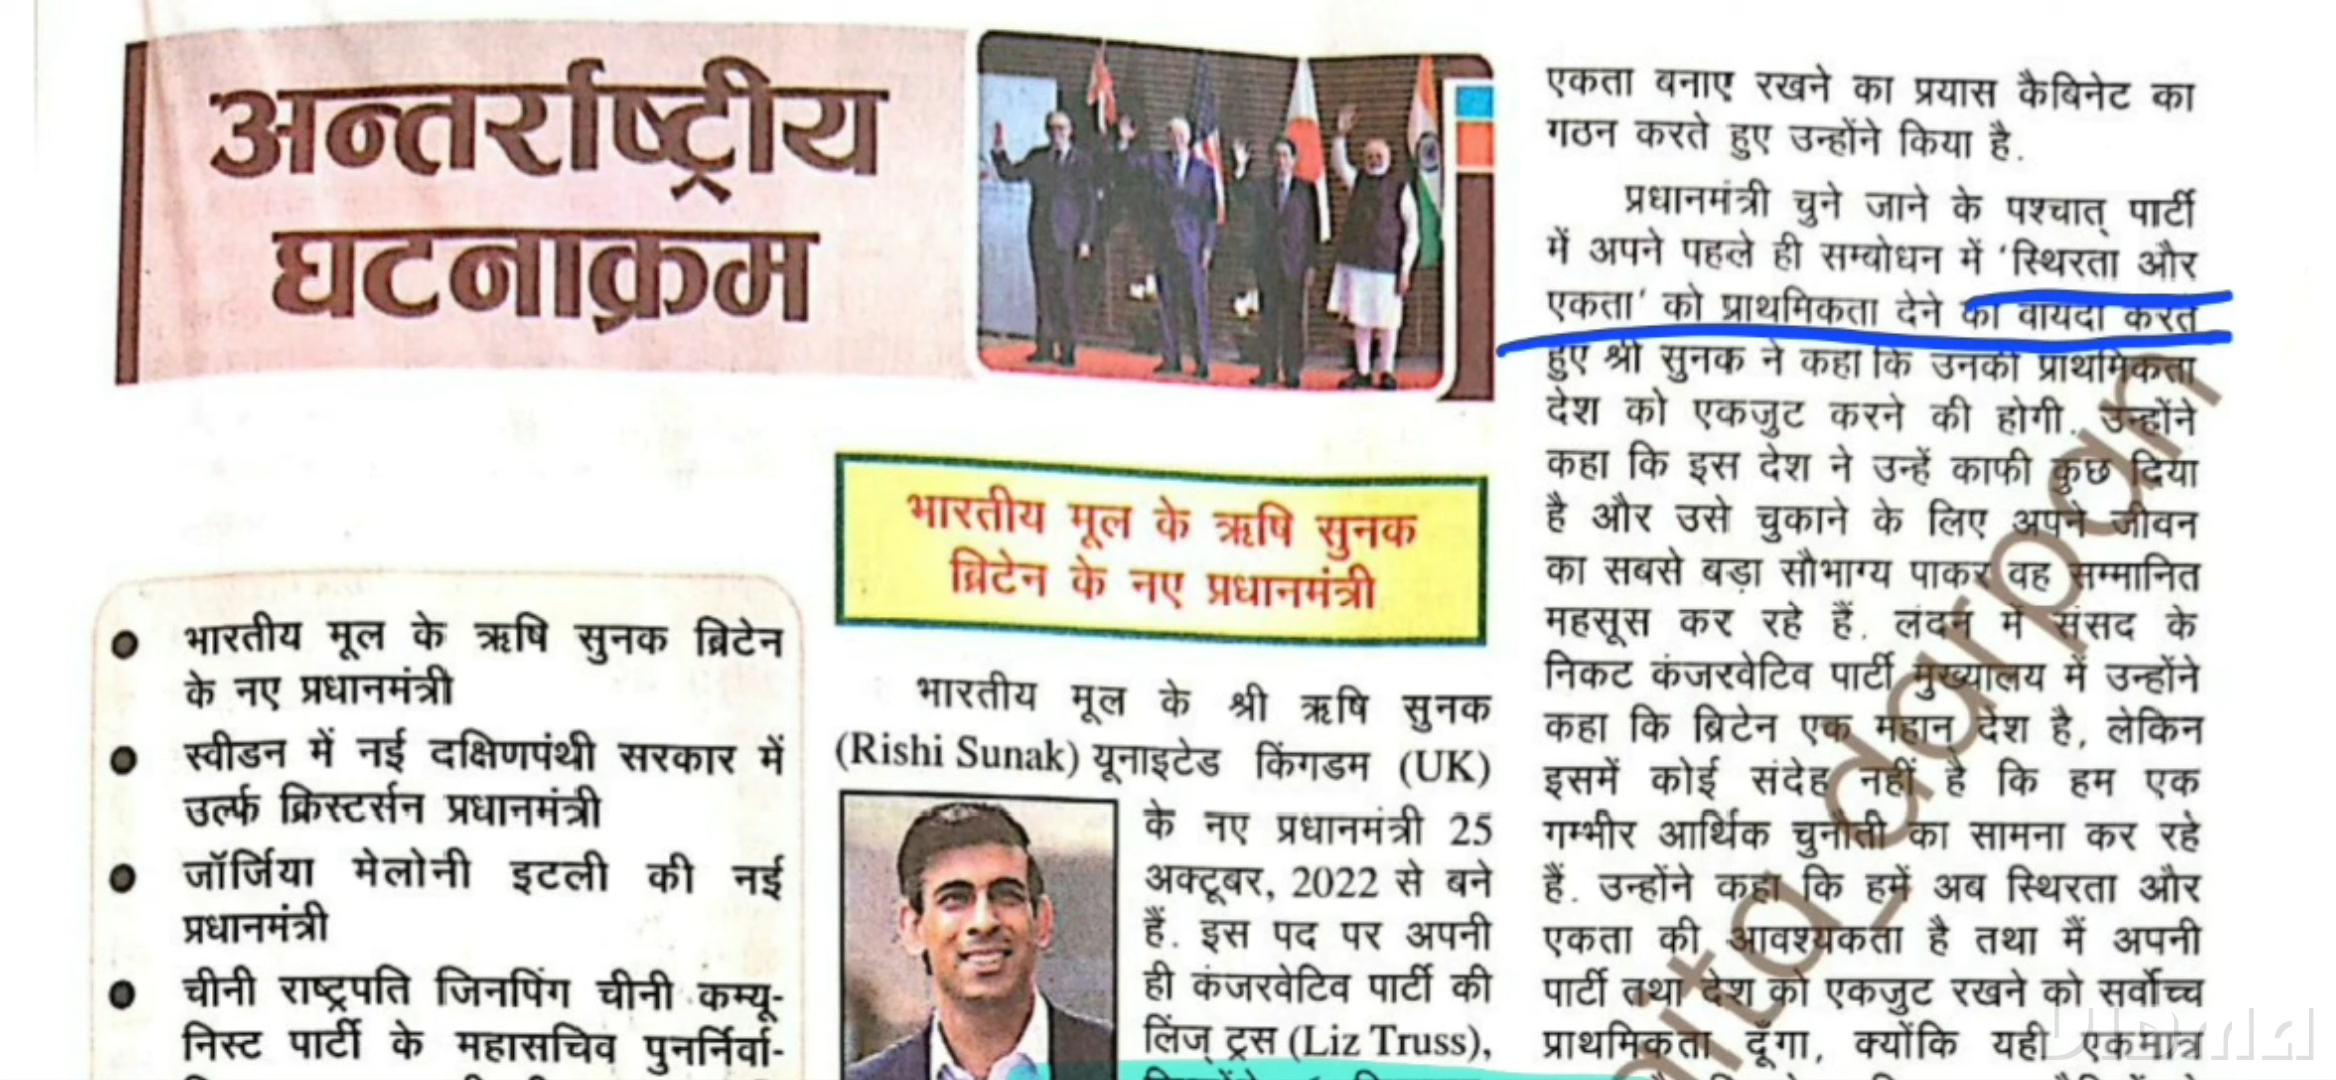 अन्तर्राष्ट्रीय
घटनाक्रम
भारतीय मूल के ऋषि सुनक ब्रिटेन
के नए प्रधानमंत्री
स्वीडन में नई दक्षिणपंथी सरकार में
उर्ल्फ क्रिस्टर्सन प्रधानमंत्री
जॉर्जिया मेलोनी इटली की नई
प्रधानमंत्री
चीनी राष्ट्रपति जिनपिंग चीनी कम्यू-
निस्ट पार्टी के महासचिव पुनर्निर्वा-
भारतीय मूल के ऋषि सुनक
ब्रिटेन के नए प्रधानमंत्री
भारतीय मूल के श्री ऋषि सुनक
(Rishi Sunak) यूनाइटेड किंगडम (UK)
के नए प्रधानमंत्री 25
अक्टूबर, 2022 से बने
हैं. इस पद पर अपनी
ही कंजरवेटिव पार्टी की
लिंज् ट्रस (Liz Truss),
एकता बनाए रखने का प्रयास कैबिनेट का
गठन करते हुए उन्होंने किया है.
प्रधानमंत्री चुने जाने के पश्चात् पार्टी
में अपने पहले ही सम्बोधन में 'स्थिरता और
एकता' को प्राथमिकता देने का वायदा करते
हुए श्री सुनक ने कहा कि उनकी प्राथमिकता
देश को एकजुट करने की होगी. उन्होंने
कहा कि इस देश ने उन्हें काफी कुछ दिया
है और उसे चुकाने के लिए अपने जीवन
का सबसे बड़ा सौभाग्य पाकर वह सम्मानित
महसूस कर रहे हैं. लंदन में संसद के
निकट कंजरवेटिव पार्टी मुख्यालय में उन्होंने
कहा कि ब्रिटेन एक महान देश है, लेकिन
इसमें कोई संदेह नहीं है कि हम एक
गम्भीर आर्थिक चुनौती का सामना कर रहे
हैं. उन्होंने कहा कि हमें अब स्थिरता और
एकता की आवश्यकता है तथा मैं अपनी
पार्टी तथा देश को एकजुट रखने को सर्वोच्च
प्राथमिकता दूँगा, क्योंकि यही एकमात्र